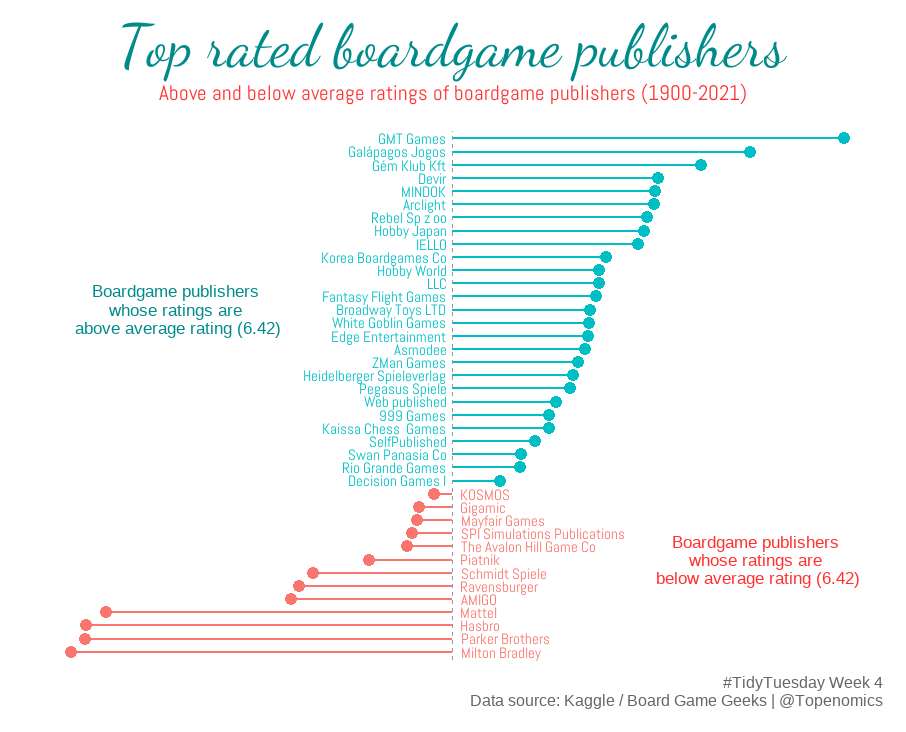 Top rated boardgame publishers
Above and below average ratings of boardgame publishers (1900-2021)
GMT Games
Galápagos Jogos
Gém Klub Kft
Devir
MINDOK
Arclight
Rebel Sp z oo
Hobby Japan
IELLO
Korea Boardgames Co
Hobby World
LLC
Fantasy Flight Games
Broadway Toys LTD
White Goblin Games
Edge Entertainment
Asmodee
ZMan Games
Heidelberger Spieleverlag
Pegasus Spiele
Web published
999 Games
Kaissa Chess  Games
SelfPublished
Swan Panasia Co
Rio Grande Games
Decision Games I
Boardgame publishers
whose ratings are
above average rating (6.42)
KOSMOS
Gigamic
Mayfair Games
SPI Simulations Publications
The Avalon Hill Game Co
Piatnik
Schmidt Spiele
Ravensburger
AMIGO
Mattel
Hasbro
Parker Brothers
Milton Bradley
Boardgame publishers
whose ratings are
below average rating (6.42)
#TidyTuesday Week 4
Data source: Kaggle / Board Game Geeks | @Topenomics